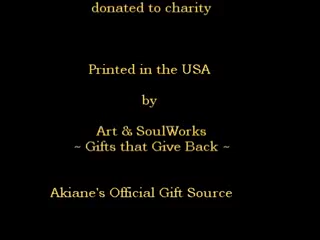 donated to charity
Printed in the USA
by
Art & SoulWorks
~ Gifts that Give Back ~
Akiane's Official Gift Source